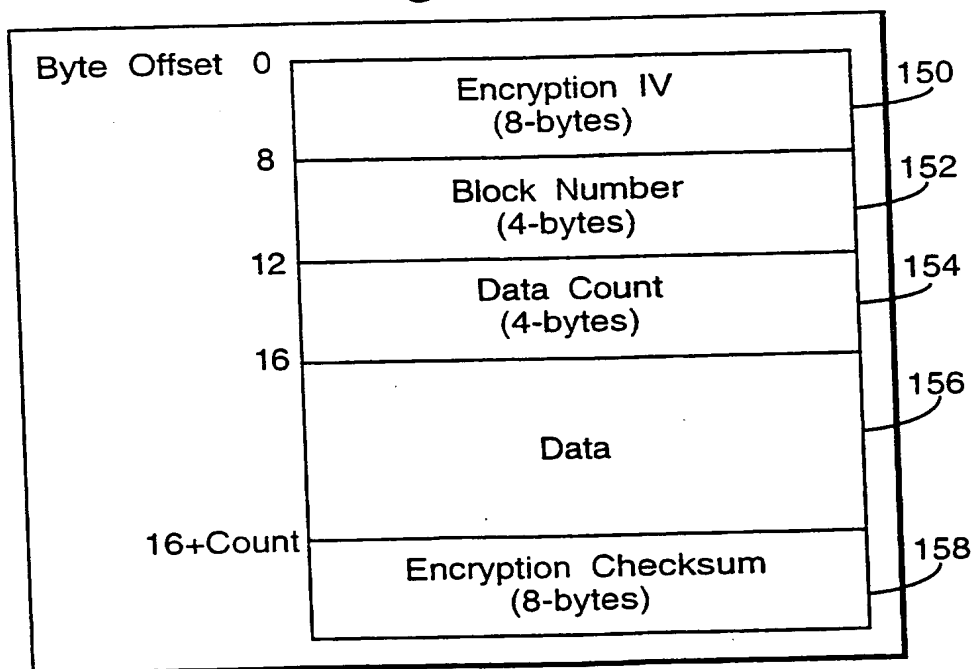 Byte Offset 0
Encryption IV
(8-bytes)
150
8
Block Number
(4-bytes)
152
12
Data Count
(4-bytes)
154
16
Data
156
16+Count
Encryption Checksum
(8-bytes)
158